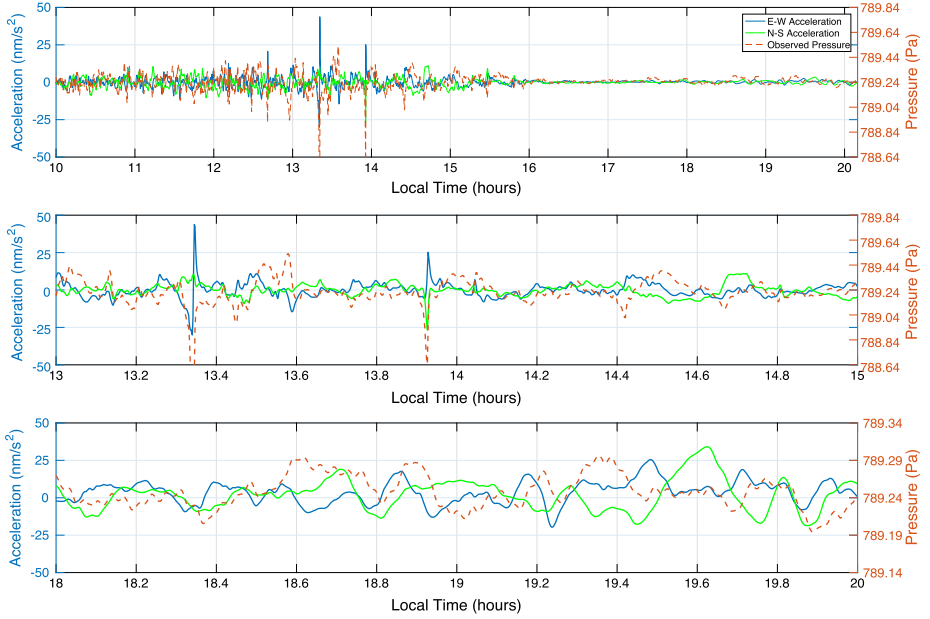 50
25
0
-25
-50
Acceleration (nm/s2)
789.84
789.64
789.44
789.24
789.04
788.84
788.64
Pressure (Pa)
E-W Acceleration
N-S Acceleration
Observed Pressure
10 11 12 13 14 15 16 17 18 19 20
Local Time (hours)
50
25
0
-25
-50
Acceleration (nm/s2)
789.84
789.64
789.44
789.24
789.04
788.84
788.64
Pressure (Pa)
13 13.2 13.4 13.6 13.8 14 14.2 14.4 14.6 14.8 15
Local Time (hours)
50
25
0
-25
-50
Acceleration (nm/s2)
789.34
789.29
789.24
789.19
789.14
Pressure (Pa)
18 18.2 18.4 18.6 18.8 19 19.2 19.4 19.6 19.8 20
Local Time (hours)